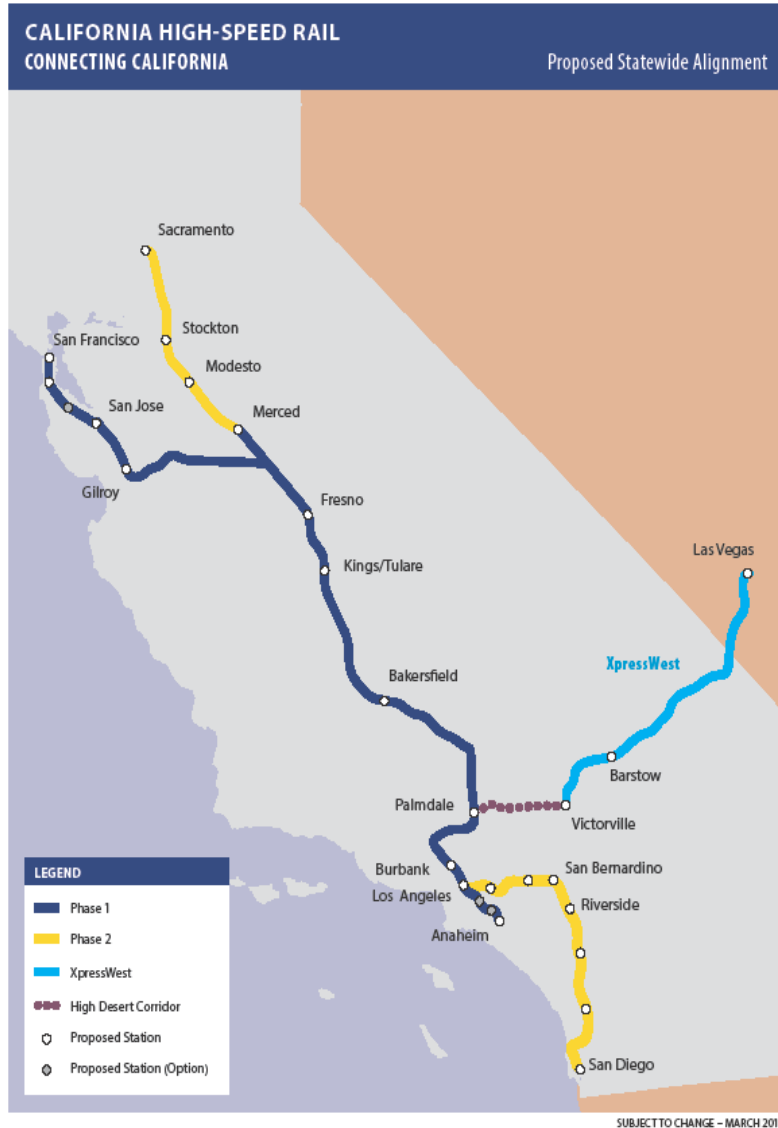 CALIFORNIA HIGH-SPEED RAIL
CONNECTING CALIFORNIA
Proposed Statewide Alignment
Sacramento
Stockton
San Francisco
Modesto
San Jose
Merced
Gilroy
Fresno
Las Vegas
Kings/Tulare
XpressWest
Bakersfield
Barstow
Palmdale
Victorville
Burbank
San Bernardino
Los Angeles
Riverside
Anaheim
San Diego
LEGEND
Phase 1
Phase 2
XpressWest
High Desert Corridor
Proposed Station
Proposed Station (Option)
SUBJECT TO CHANGE – MARCH 201